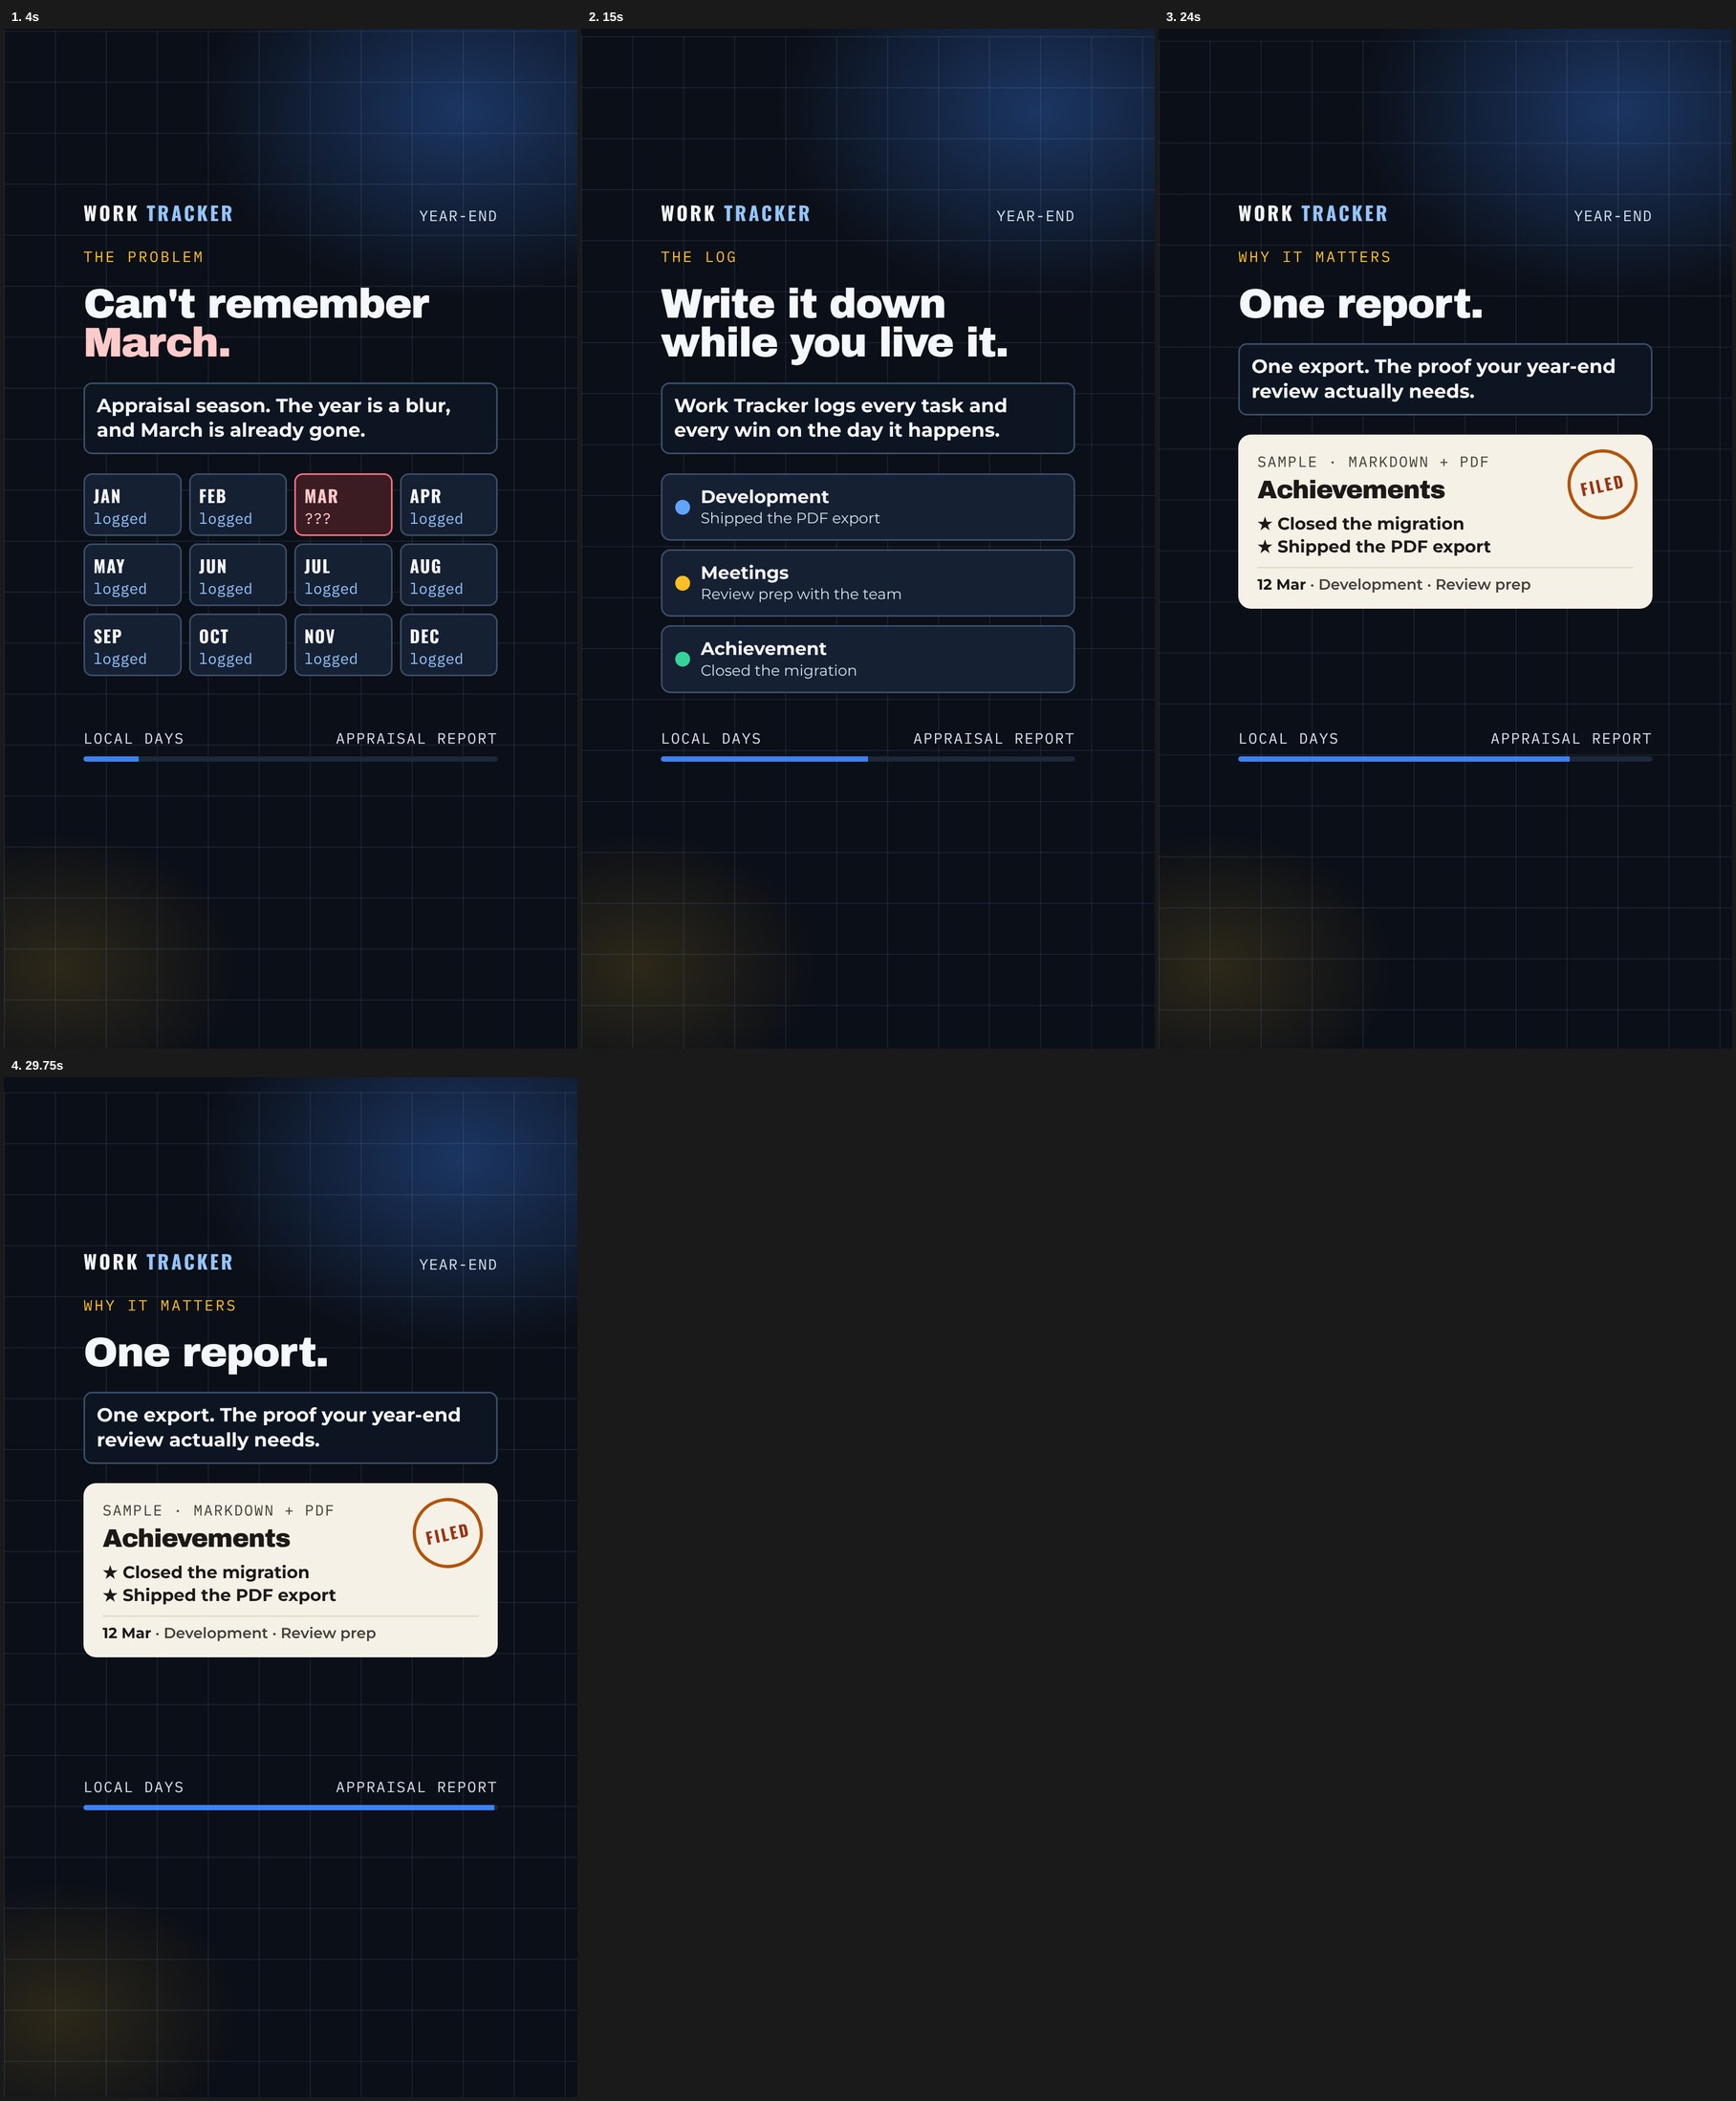 1. 4s
WORK TRACKER
YEAR-END
THE PROBLEM
Can't remember
March.
Appraisal season. The year is a blur,
and March is already gone.
JAN
logged
FEB
logged
MAR
???
APR
logged
MAY
logged
JUN
logged
JUL
logged
AUG
logged
SEP
logged
OCT
logged
NOV
logged
DEC
logged
LOCAL DAYS
APPRAISAL REPORT
2. 15s
WORK TRACKER
YEAR-END
THE LOG
Write it down
while you live it.
Work Tracker logs every task and
every win on the day it happens.
Development
Shipped the PDF export
Meetings
Review prep with the team
Achievement
Closed the migration
LOCAL DAYS
APPRAISAL REPORT
3. 24s
WORK TRACKER
YEAR-END
WHY IT MATTERS
One report.
One export. The proof your year-end
review actually needs.
SAMPLE · MARKDOWN + PDF
FILED
Achievements
★ Closed the migration
★ Shipped the PDF export
12 Mar · Development · Review prep
LOCAL DAYS
APPRAISAL REPORT
4. 29.75s
WORK TRACKER
YEAR-END
WHY IT MATTERS
One report.
One export. The proof your year-end
review actually needs.
SAMPLE · MARKDOWN + PDF
FILED
Achievements
★ Closed the migration
★ Shipped the PDF export
12 Mar · Development · Review prep
LOCAL DAYS
APPRAISAL REPORT